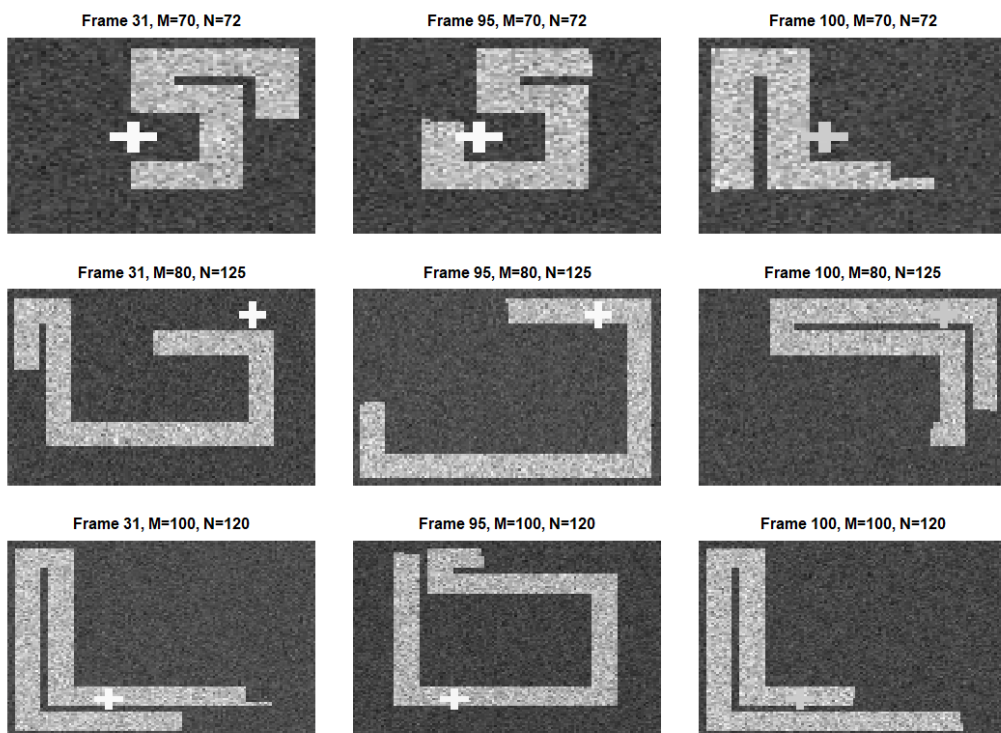 Frame 31, M=70, N=72
Frame 95, M=70, N=72
Frame 100, M=70, N=72
Frame 31, M=80, N=125
Frame 95, M=80, N=125
Frame 100, M=80, N=125
Frame 31, M=100, N=120
Frame 95, M=100, N=120
Frame 100, M=100, N=120